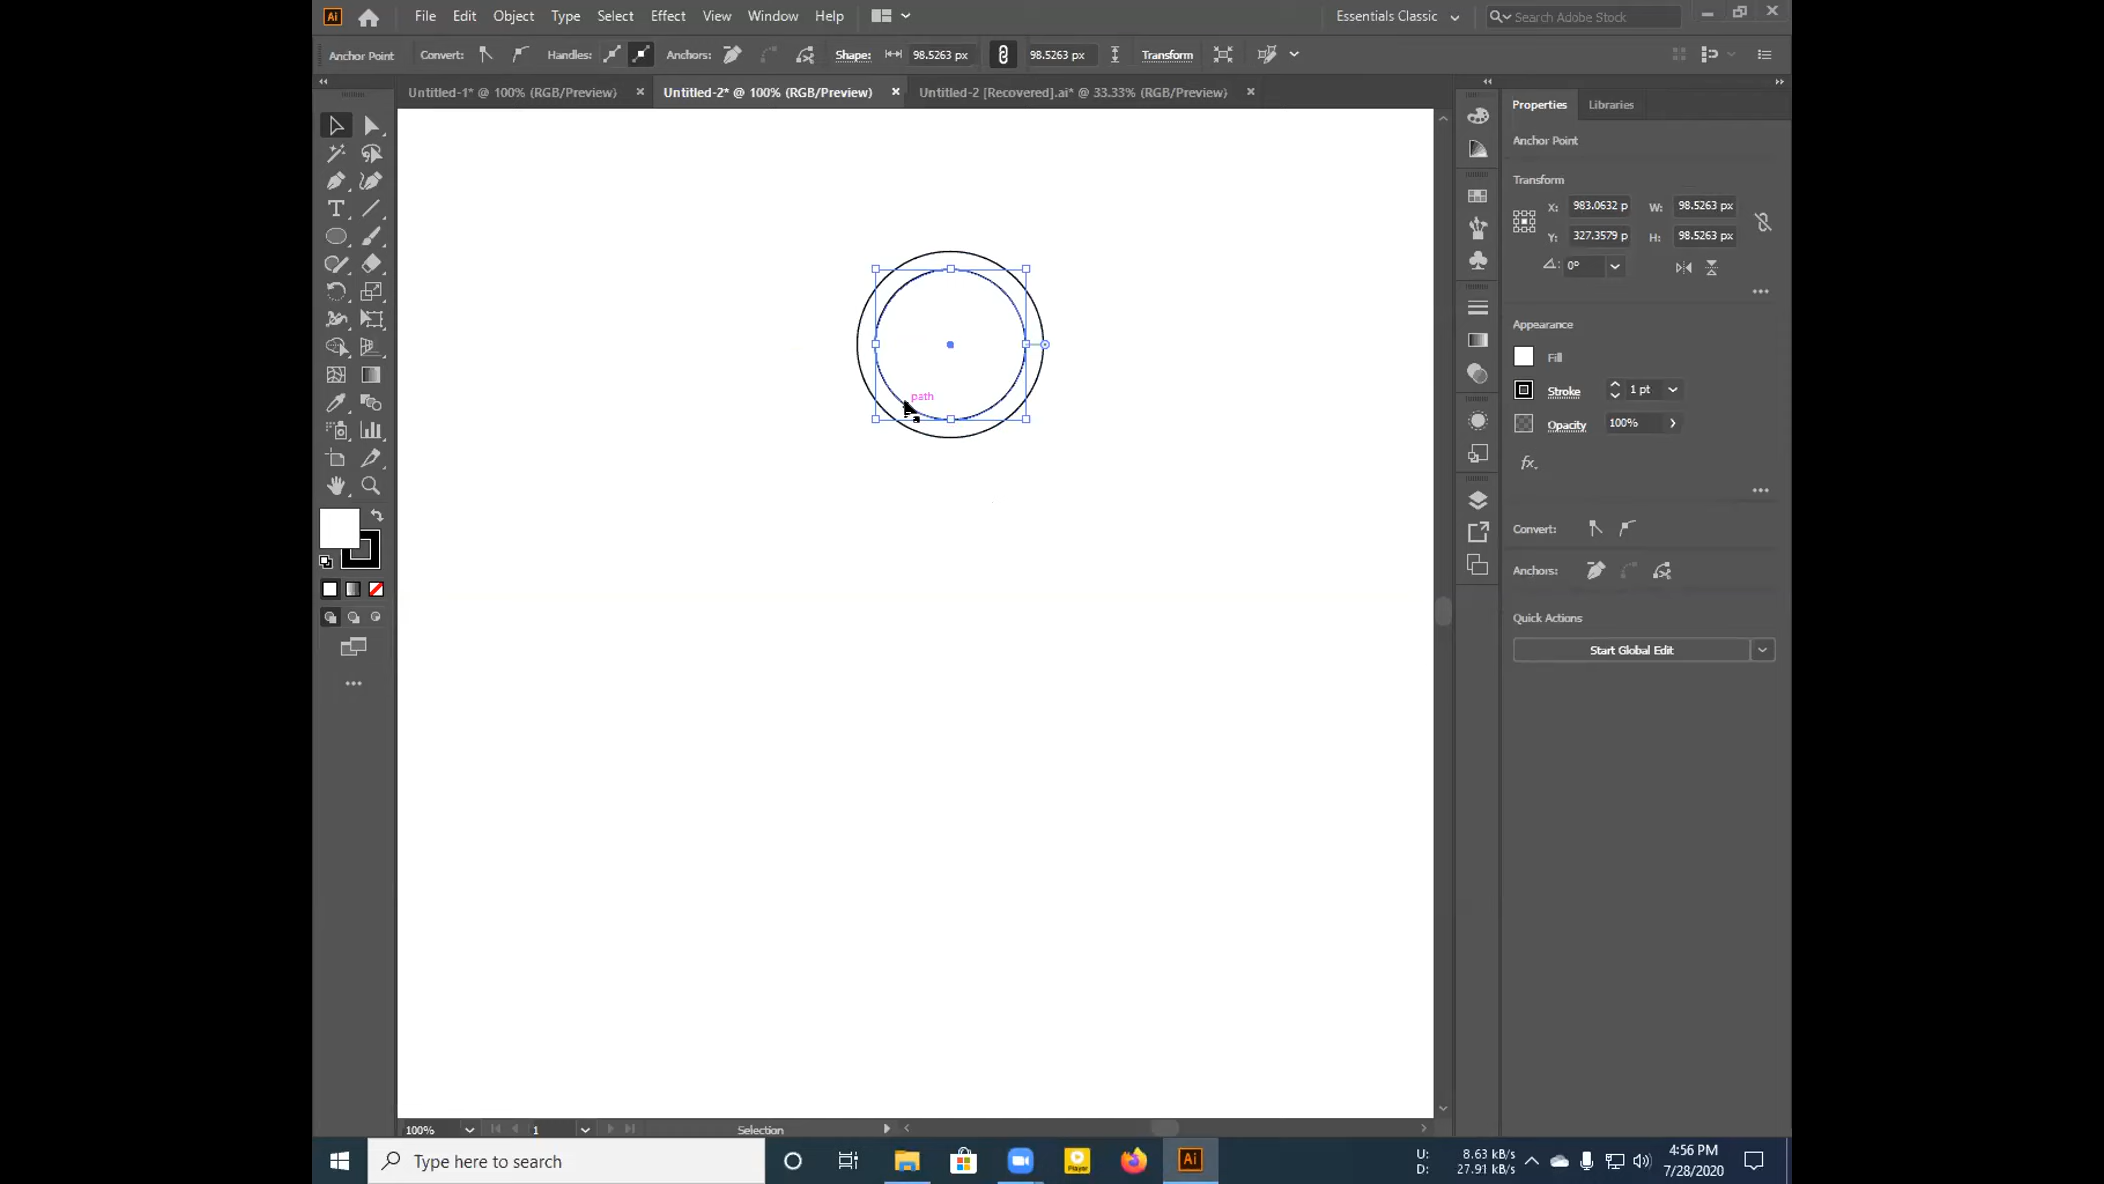 Ai File Edit Object Type Select Effect View Window Help Essentials Classic Search Adobe Stock
Anchor Point Convert: Handles: Anchors: Shape: 98.5263 px 98.5263 px Transform
Untitled-1* @ 100% (RGB/Preview) Untitled-2* @ 100% (RGB/Preview) Untitled-2 [Recovered].ai* @ 33.33% (RGB/Preview)
Properties Libraries
Anchor Point
Transform
X: 983.0632 p W: 98.5263 px
Y: 327.3579 p H: 98.5263 px
0°
Appearance
Fill
Stroke 1 pt
Opacity 100%
fx.
path
Convert:
Anchors:
Quick Actions
Start Global Edit
100% 1 Selection
Type here to search
Player
Ai
U: 8.63 kB/s
D: 27.91 kB/s
4:56 PM
7/28/2020